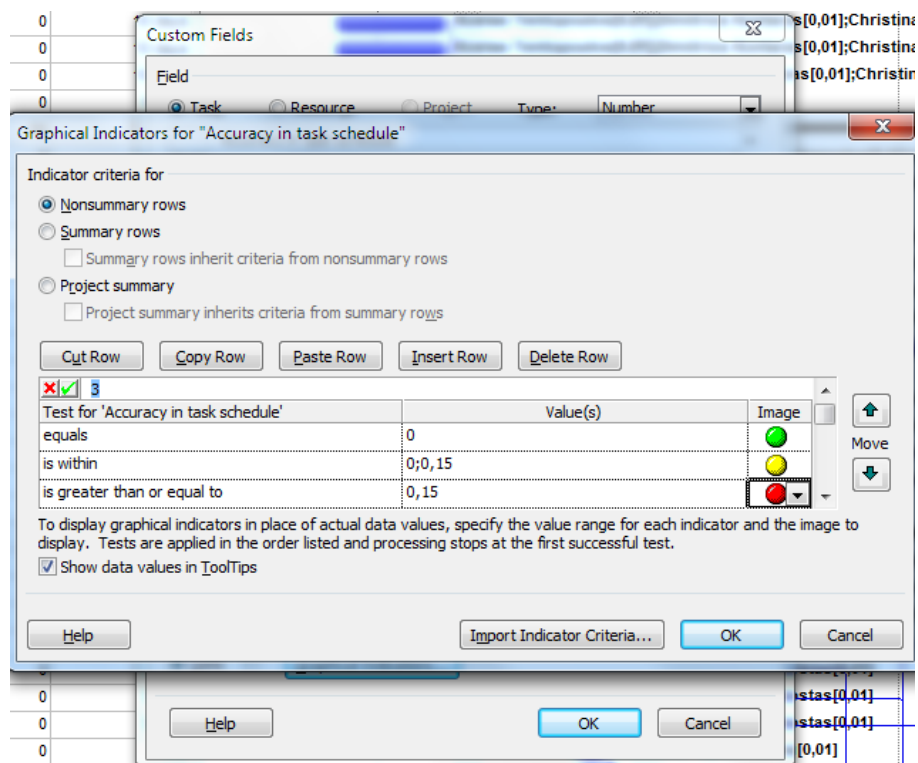 0
s[0,01];Christina
Custom Fields
0
s[0,01];Christina
0
as[0,01];Christin
Field
0
Task Resource Project Type: Number
Graphical Indicators for "Accuracy in task schedule"
Indicator criteria for
Nonsummary rows
Summary rows
Summary rows inherit criteria from nonsummary rows
Project summary
Project summary inherits criteria from summary rows
Cut Row Copy Row Paste Row Insert Row Delete Row
3
Test for 'Accuracy in task schedule' Value(s) Image
equals 0
Move
is within 0;0,15
is greater than or equal to 0,15
To display graphical indicators in place of actual data values, specify the value range for each indicator and the image to
display. Tests are applied in the order listed and processing stops at the first successful test.
Show data values in ToolTips
Help Import Indicator Criteria... OK Cancel
0 stas[0,01]
0 Help OK Cancel stas[0,01]
0 [0,01]